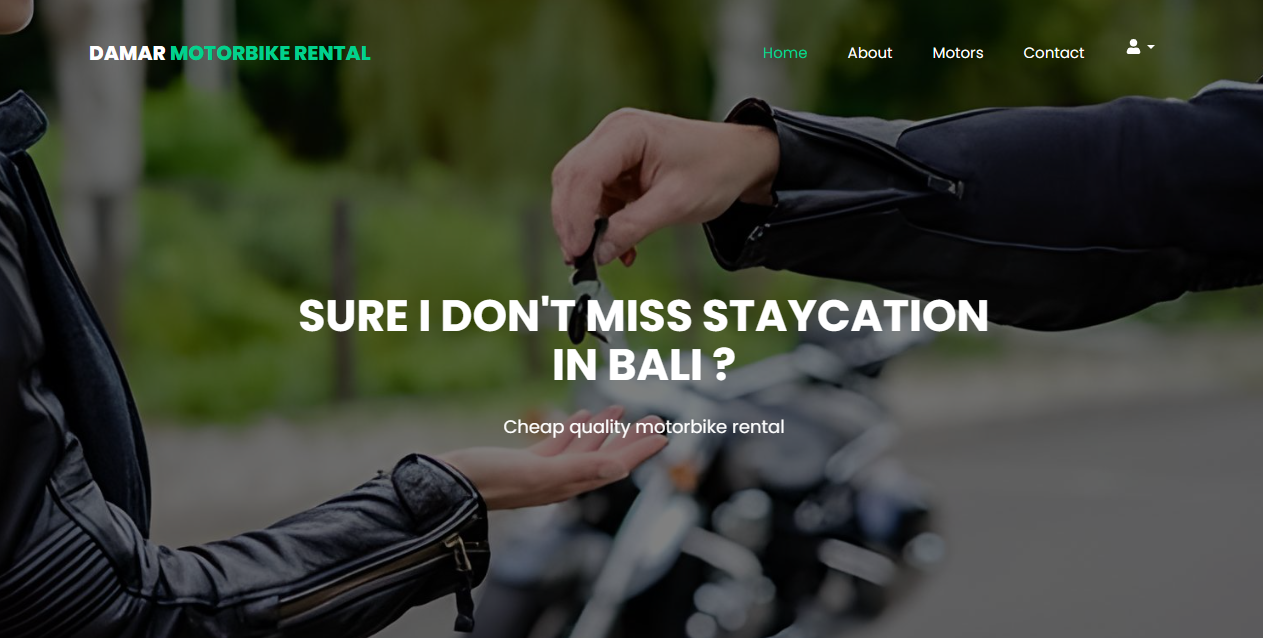 DAMAR MOTORBIKE RENTAL
Home About Motors Contact
SURE I DON'T MISS STAYCATION
IN BALI ?
Cheap quality motorbike rental